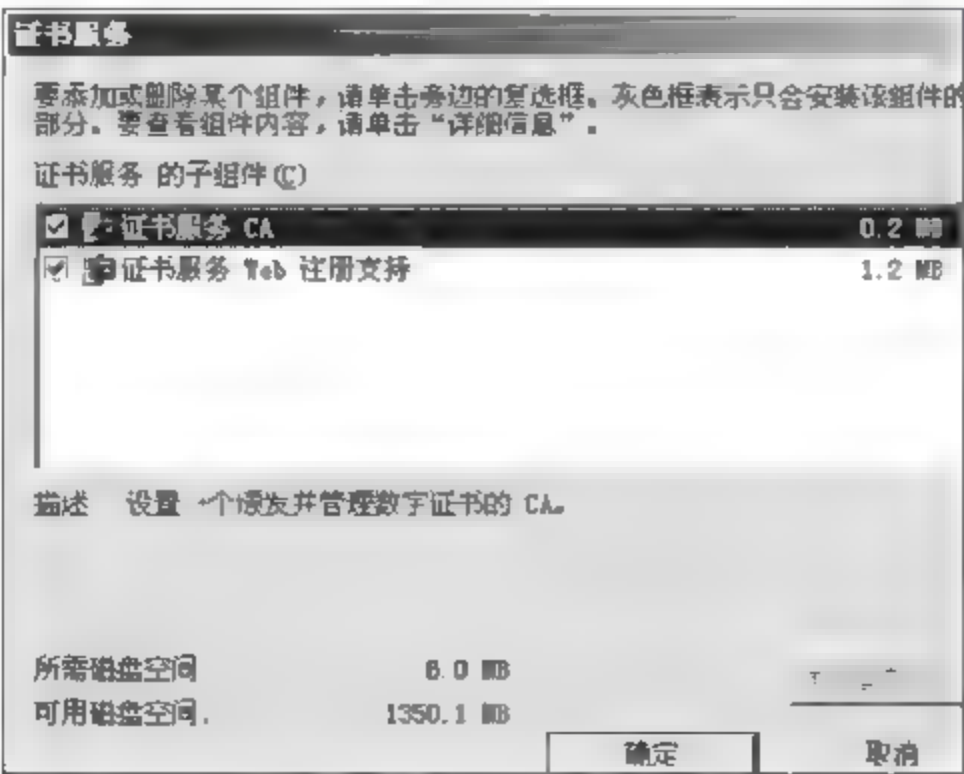 证书服务
要添加或删除某个组件，请单击旁边的复选框。灰色框表示只会安装该组件的
部分。要查看组件内容，请单击“详细信息”。
证书服务 的子组件(C)
证书服务 CA 0.2 MB
证书服务 Web 注册支持 1.2 MB
描述 设置一个颁发并管理数字证书的 CA。
所需磁盘空间 6.0 MB
可用磁盘空间. 1350.1 MB
确定 取消